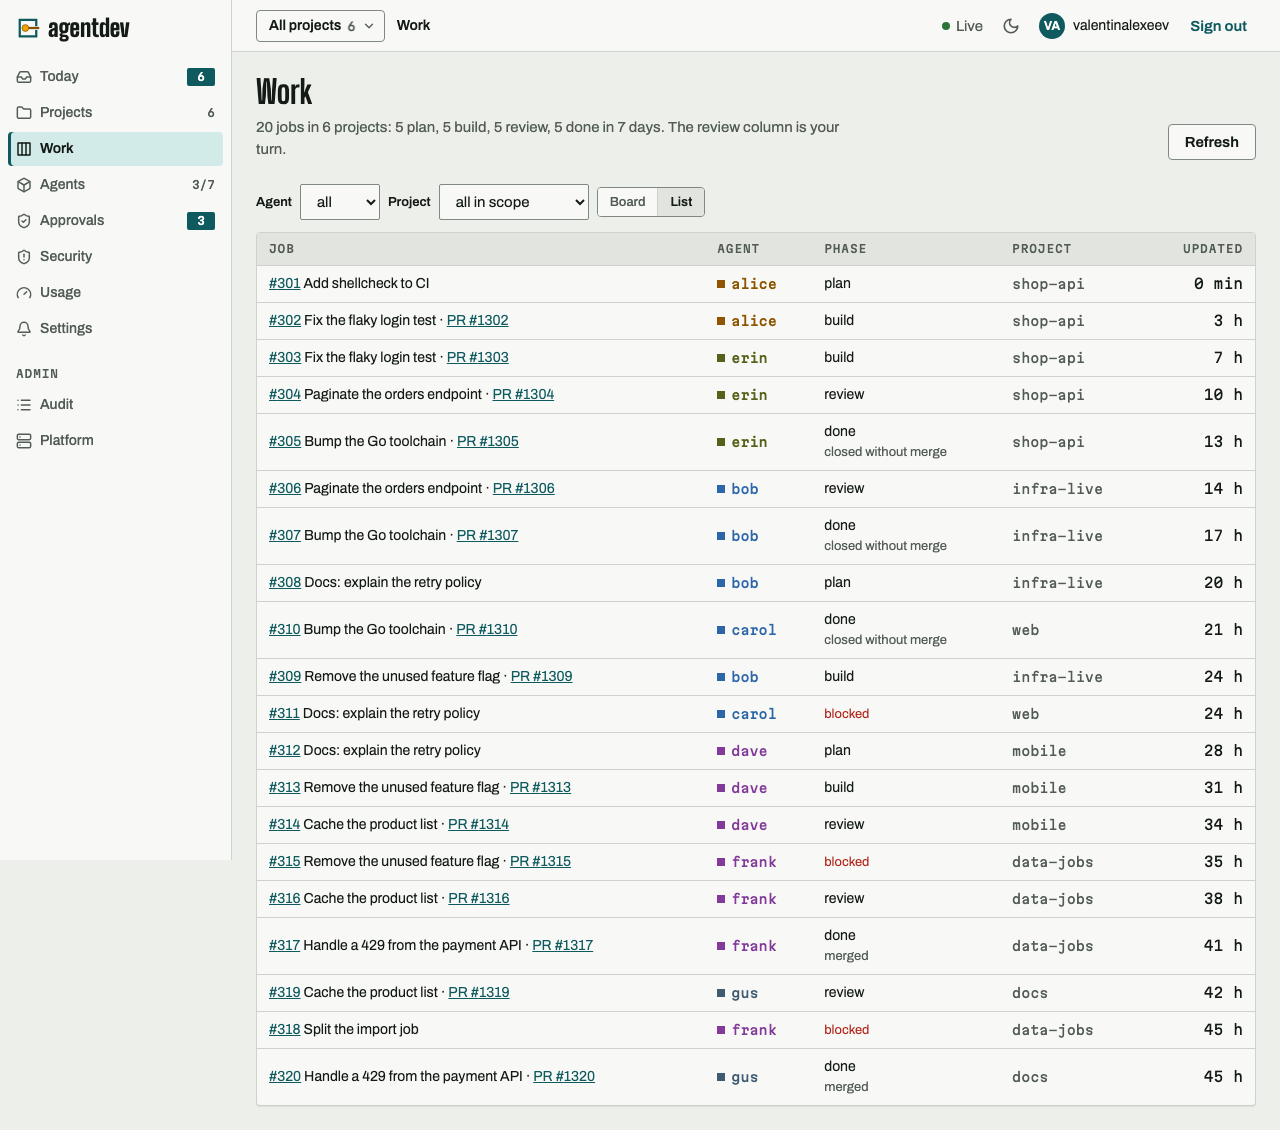 agentdev
All projects 6
Work
Live
VA
valentinalexeev
Sign out
Today 6
Projects 6
Work
Agents 3/7
Approvals 3
Security
Usage
Settings
ADMIN
Audit
Platform
Work
20 jobs in 6 projects: 5 plan, 5 build, 5 review, 5 done in 7 days. The review column is your
turn.
Refresh
Agent all Project all in scope Board List
JOB AGENT PHASE PROJECT UPDATED
#301 Add shellcheck to CI alice plan shop-api 0 min
#302 Fix the flaky login test · PR #1302 alice build shop-api 3 h
#303 Fix the flaky login test · PR #1303 erin build shop-api 7 h
#304 Paginate the orders endpoint · PR #1304 erin review shop-api 10 h
#305 Bump the Go toolchain · PR #1305 erin done shop-api 13 h
closed without merge
#306 Paginate the orders endpoint · PR #1306 bob review infra-live 14 h
#307 Bump the Go toolchain · PR #1307 bob done infra-live 17 h
closed without merge
#308 Docs: explain the retry policy bob plan infra-live 20 h
#310 Bump the Go toolchain · PR #1310 carol done web 21 h
closed without merge
#309 Remove the unused feature flag · PR #1309 bob build infra-live 24 h
#311 Docs: explain the retry policy carol blocked web 24 h
#312 Docs: explain the retry policy dave plan mobile 28 h
#313 Remove the unused feature flag · PR #1313 dave build mobile 31 h
#314 Cache the product list · PR #1314 dave review mobile 34 h
#315 Remove the unused feature flag · PR #1315 frank blocked data-jobs 35 h
#316 Cache the product list · PR #1316 frank review data-jobs 38 h
#317 Handle a 429 from the payment API · PR #1317 frank done data-jobs 41 h
merged
#319 Cache the product list · PR #1319 gus review docs 42 h
#318 Split the import job frank blocked data-jobs 45 h
#320 Handle a 429 from the payment API · PR #1320 gus done docs 45 h
merged